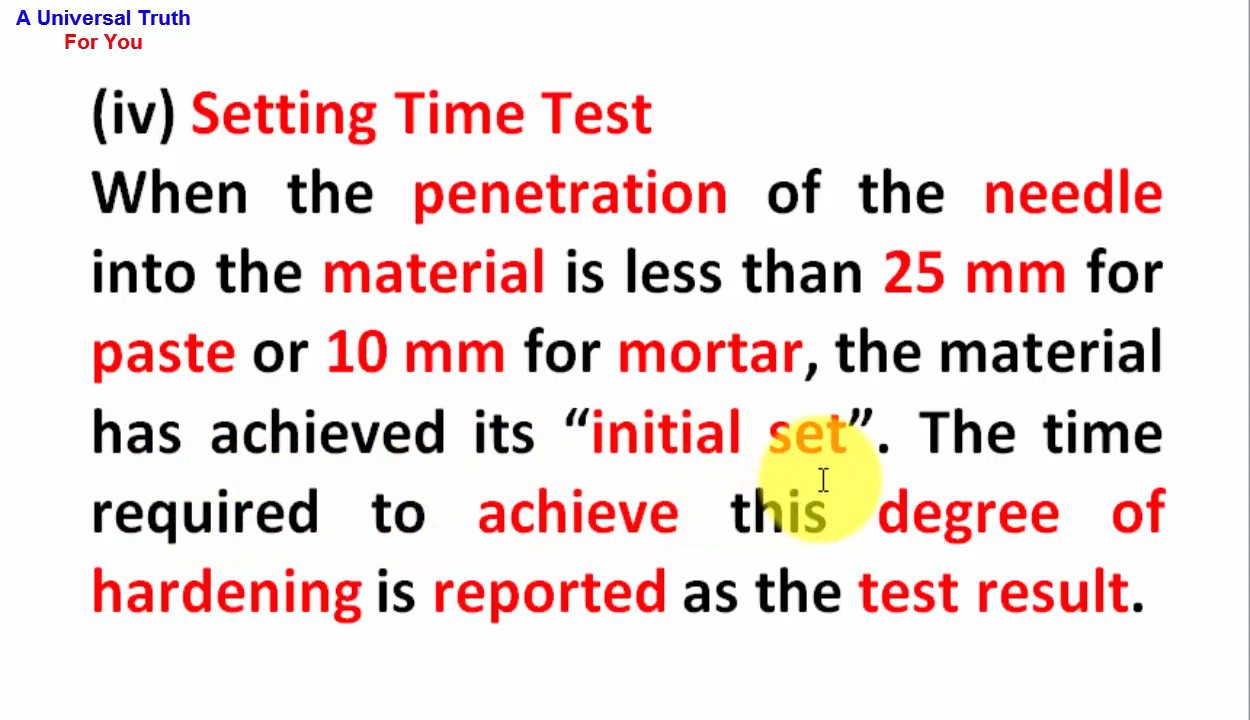 A Universal Truth
For You
(iv) Setting Time Test
When the penetration of the needle
into the material is less than 25 mm for
paste or 10 mm for mortar, the material
has achieved its “initial set”. The time
required to achieve this degree of
hardening is reported as the test result.